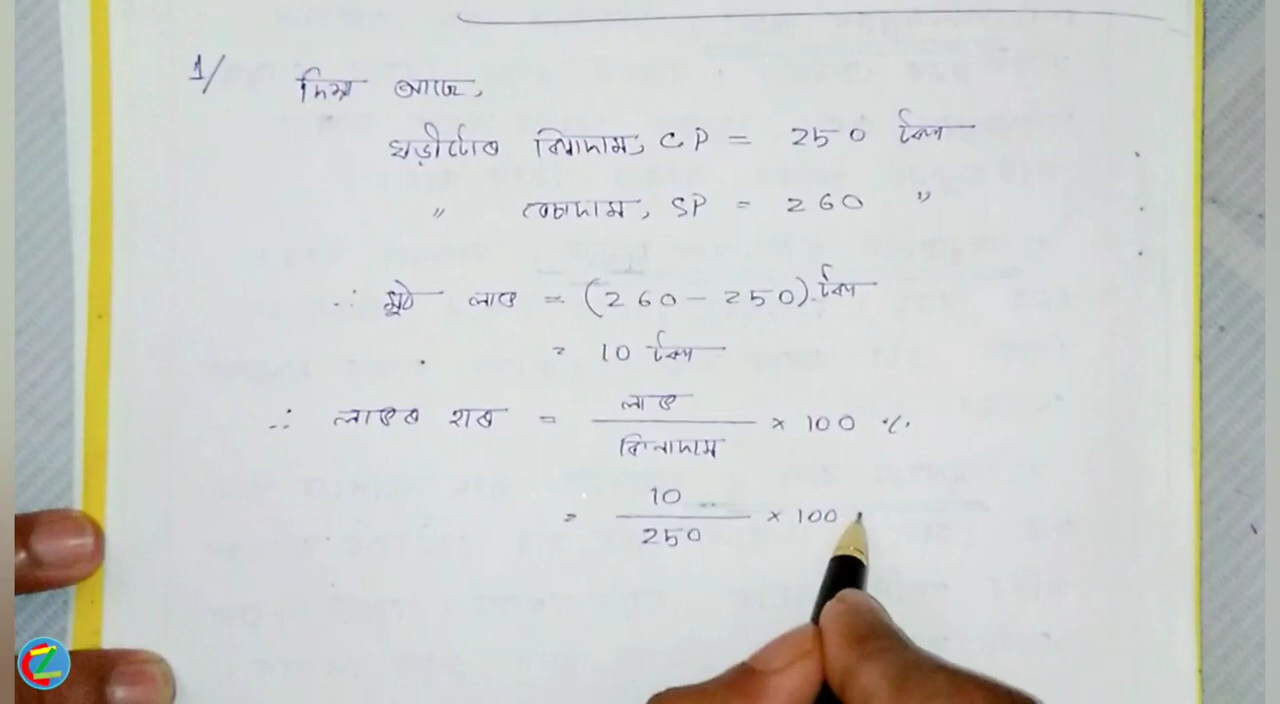 1/ দিয়া আছে,
ঘড়ীটোৰ কিনাদাম, CP = 250 টকা
" বেচাদাম, SP = 260 "
∴ মুঠ লাভ = (260 - 250) টকা
= 10 টকা
∴ লাভৰ হাৰ = লাভ / কিনাদাম × 100 %
= 10 / 250 × 100